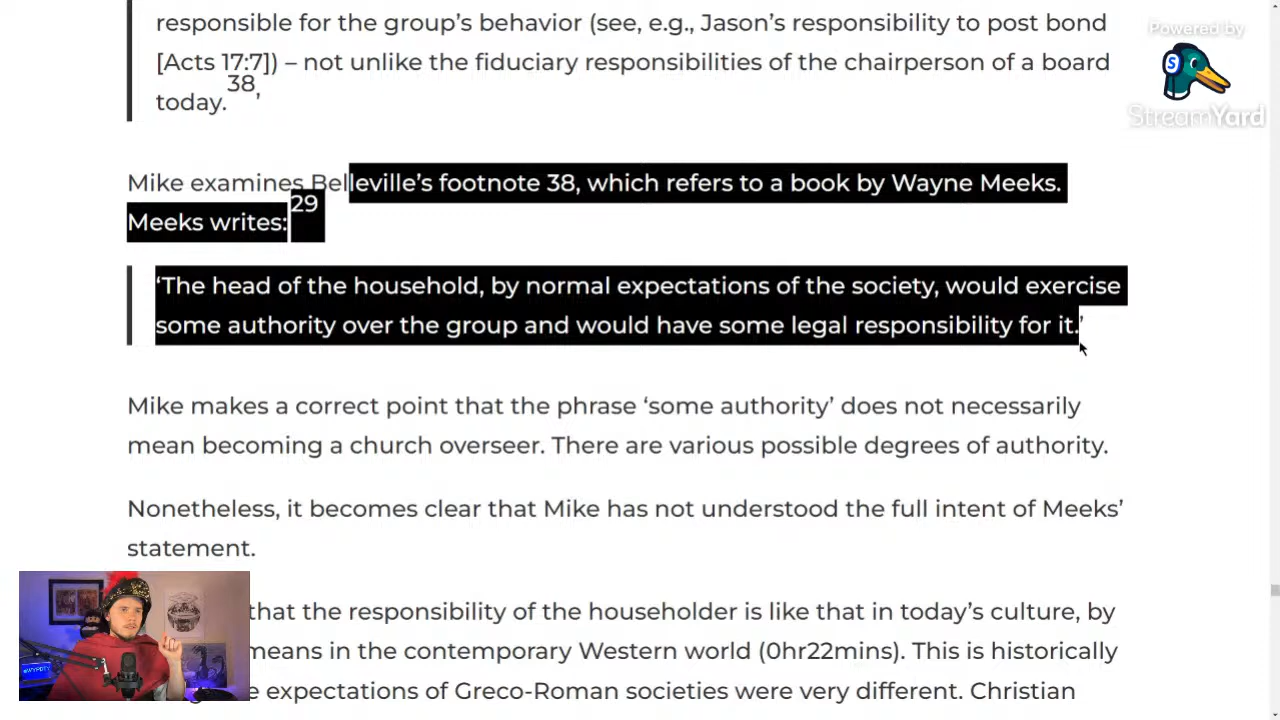 responsible for the group's behavior (see, e.g., Jason's responsibility to post bond
[Acts 17:7]) – not unlike the fiduciary responsibilities of the chairperson of a board
today.38,
Powered by
S
StreamYard
Mike examines Belleville's footnote 38, which refers to a book by Wayne Meeks.
Meeks writes:29
‘The head of the household, by normal expectations of the society, would exercise
some authority over the group and would have some legal responsibility for it.’
Mike makes a correct point that the phrase ‘some authority’ does not necessarily
mean becoming a church overseer. There are various possible degrees of authority.
Nonetheless, it becomes clear that Mike has not understood the full intent of Meeks’
statement.
that the responsibility of the householder is like that in today’s culture, by
means in the contemporary Western world (0hr22mins). This is historically
expectations of Greco-Roman societies were very different. Christian